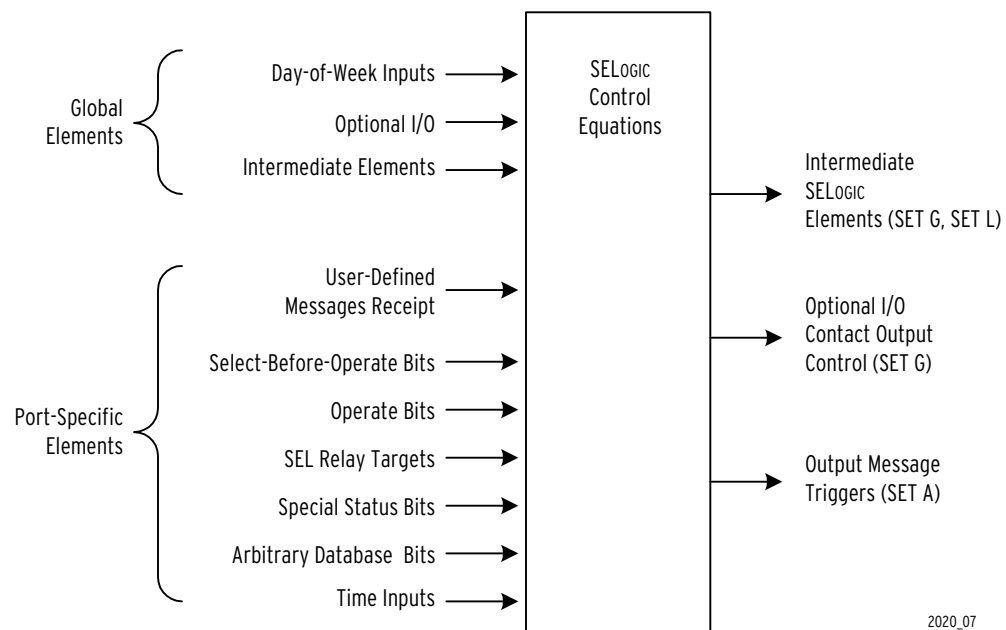 Global
Elements
Day-of-Week Inputs
Optional I/O
Intermediate Elements
Port-Specific
Elements
User-Defined
Messages Receipt
Select-Before-Operate Bits
Operate Bits
SEL Relay Targets
Special Status Bits
Arbitrary Database Bits
Time Inputs
SELOGIC
Control
Equations
Intermediate
SELOGIC
Elements (SET G, SET L)
Optional I/O
Contact Output
Control (SET G)
Output Message
Triggers (SET A)
2020_07